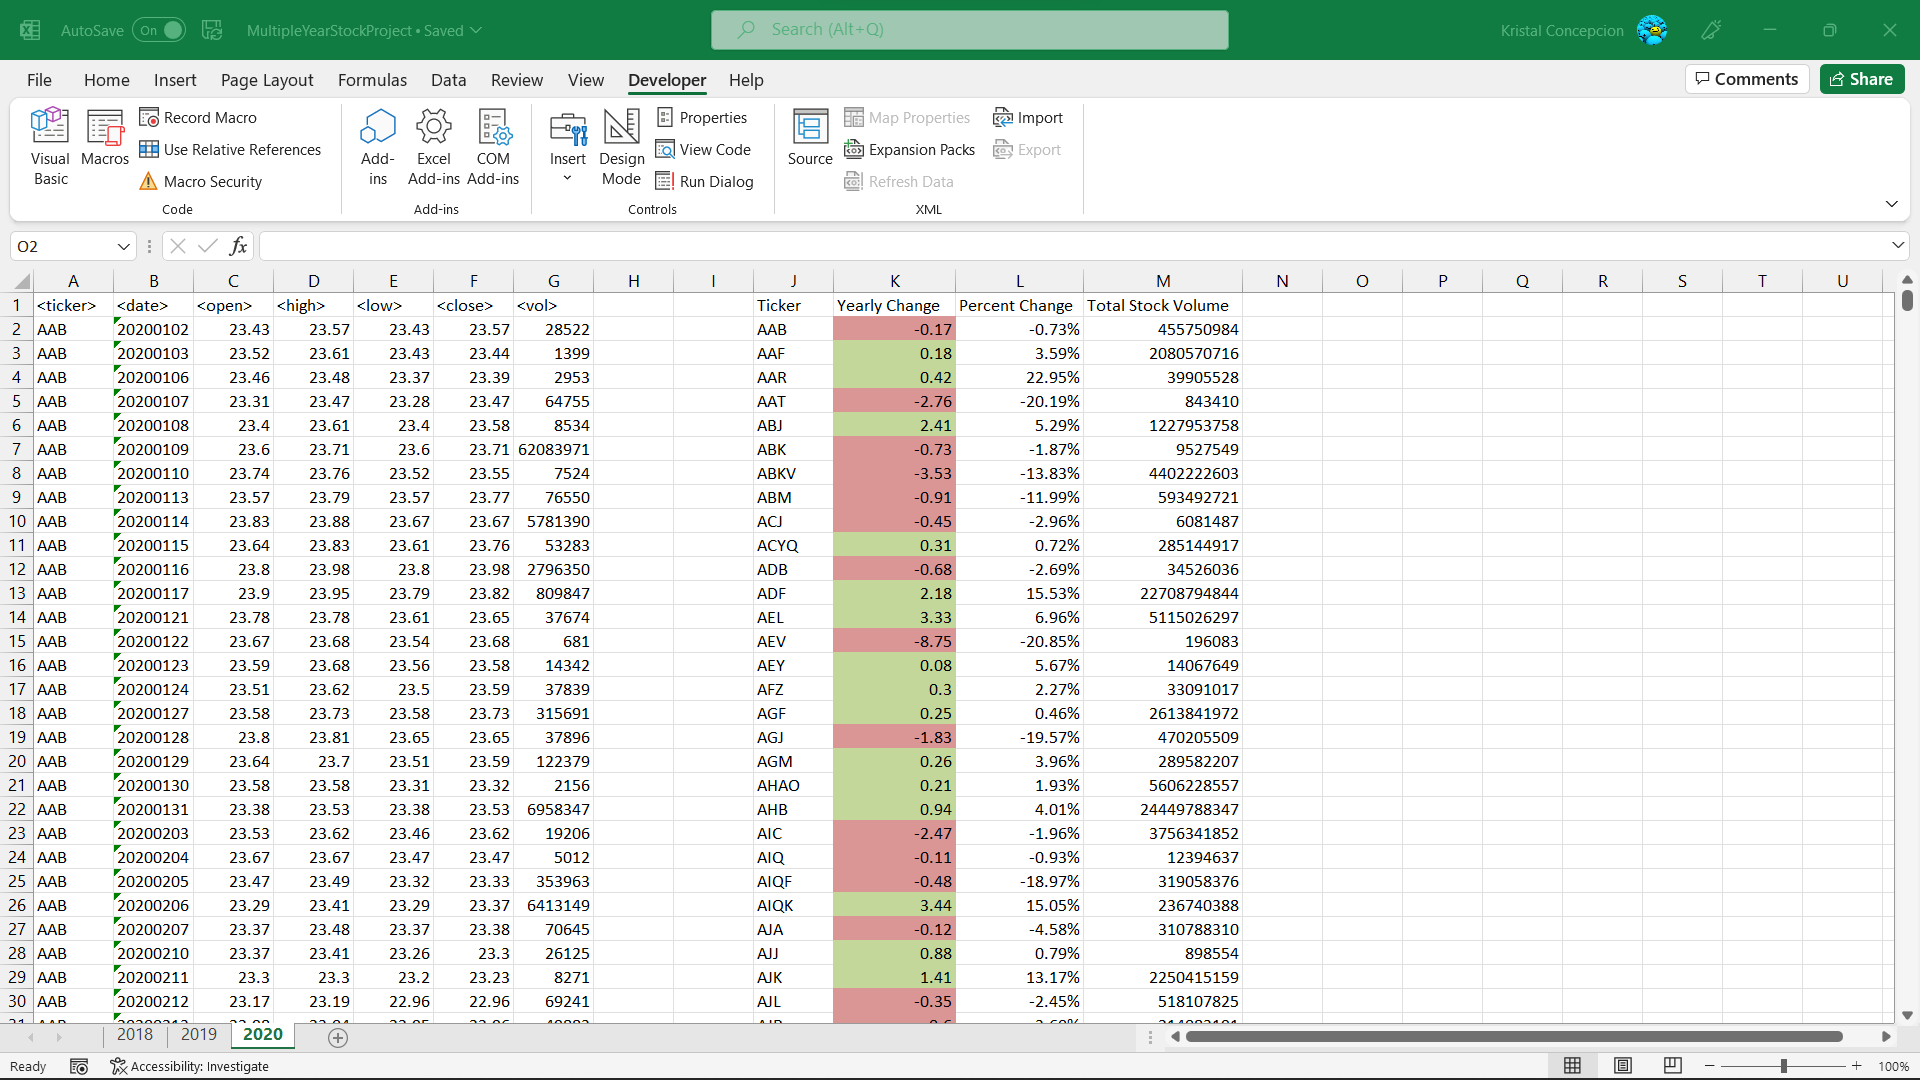 AutoSave On MultipleYearStockProject • Saved Search (Alt+Q) Kristal Concepcion
File Home Insert Page Layout Formulas Data Review View Developer Help Comments Share
Visual Basic Macros Record Macro Use Relative References Macro Security
Add-ins Excel Add-ins COM Add-ins
Insert Design Mode Properties View Code Run Dialog
Source Map Properties Expansion Packs Refresh Data Import Export
Code Add-ins Controls XML
O2 fx
A B C D E F G H I J K L M N O P Q R S T U
1 <ticker> <date> <open> <high> <low> <close> <vol> Ticker Yearly Change Percent Change Total Stock Volume
2 AAB 20200102 23.43 23.57 23.43 23.57 28522 AAB -0.17 -0.73% 455750984
3 AAB 20200103 23.52 23.61 23.43 23.44 1399 AAF 0.18 3.59% 2080570716
4 AAB 20200106 23.46 23.48 23.37 23.39 2953 AAR 0.42 22.95% 39905528
5 AAB 20200107 23.31 23.47 23.28 23.47 64755 AAT -2.76 -20.19% 843410
6 AAB 20200108 23.4 23.61 23.4 23.58 8534 ABJ 2.41 5.29% 1227953758
7 AAB 20200109 23.6 23.71 23.6 23.71 62083971 ABK -0.73 -1.87% 9527549
8 AAB 20200110 23.74 23.76 23.52 23.55 7524 ABKV -3.53 -13.83% 4402222603
9 AAB 20200113 23.57 23.79 23.57 23.77 76550 ABM -0.91 -11.99% 593492721
10 AAB 20200114 23.83 23.88 23.67 23.67 5781390 ACJ -0.45 -2.96% 6081487
11 AAB 20200115 23.64 23.83 23.61 23.76 53283 ACYQ 0.31 0.72% 285144917
12 AAB 20200116 23.8 23.98 23.8 23.98 2796350 ADB -0.68 -2.69% 34526036
13 AAB 20200117 23.9 23.95 23.79 23.82 809847 ADF 2.18 15.53% 22708794844
14 AAB 20200121 23.78 23.78 23.61 23.65 37674 AEL 3.33 6.96% 5115026297
15 AAB 20200122 23.67 23.68 23.54 23.68 681 AEV -8.75 -20.85% 196083
16 AAB 20200123 23.59 23.68 23.56 23.58 14342 AEY 0.08 5.67% 14067649
17 AAB 20200124 23.51 23.62 23.5 23.59 37839 AFZ 0.3 2.27% 33091017
18 AAB 20200127 23.58 23.73 23.58 23.73 315691 AGF 0.25 0.46% 2613841972
19 AAB 20200128 23.8 23.81 23.65 23.65 37896 AGJ -1.83 -19.57% 470205509
20 AAB 20200129 23.64 23.7 23.51 23.59 122379 AGM 0.26 3.96% 289582207
21 AAB 20200130 23.58 23.58 23.31 23.32 2156 AHAO 0.21 1.93% 5606228557
22 AAB 20200131 23.38 23.53 23.38 23.53 6958347 AHB 0.94 4.01% 24449788347
23 AAB 20200203 23.53 23.62 23.46 23.62 19206 AIC -2.47 -1.96% 3756341852
24 AAB 20200204 23.67 23.67 23.47 23.47 5012 AIQ -0.11 -0.93% 12394637
25 AAB 20200205 23.47 23.49 23.32 23.33 353963 AIQF -0.48 -18.97% 319058376
26 AAB 20200206 23.29 23.41 23.29 23.37 6413149 AIQK 3.44 15.05% 236740388
27 AAB 20200207 23.37 23.48 23.37 23.38 70645 AJA -0.12 -4.58% 310788310
28 AAB 20200210 23.37 23.41 23.26 23.3 26125 AJJ 0.88 0.79% 898554
29 AAB 20200211 23.3 23.3 23.2 23.23 8271 AJK 1.41 13.17% 2250415159
30 AAB 20200212 23.17 23.19 22.96 22.96 69241 AJL -0.35 -2.45% 518107825
2018 2019 2020
Ready Accessibility: Investigate 100%